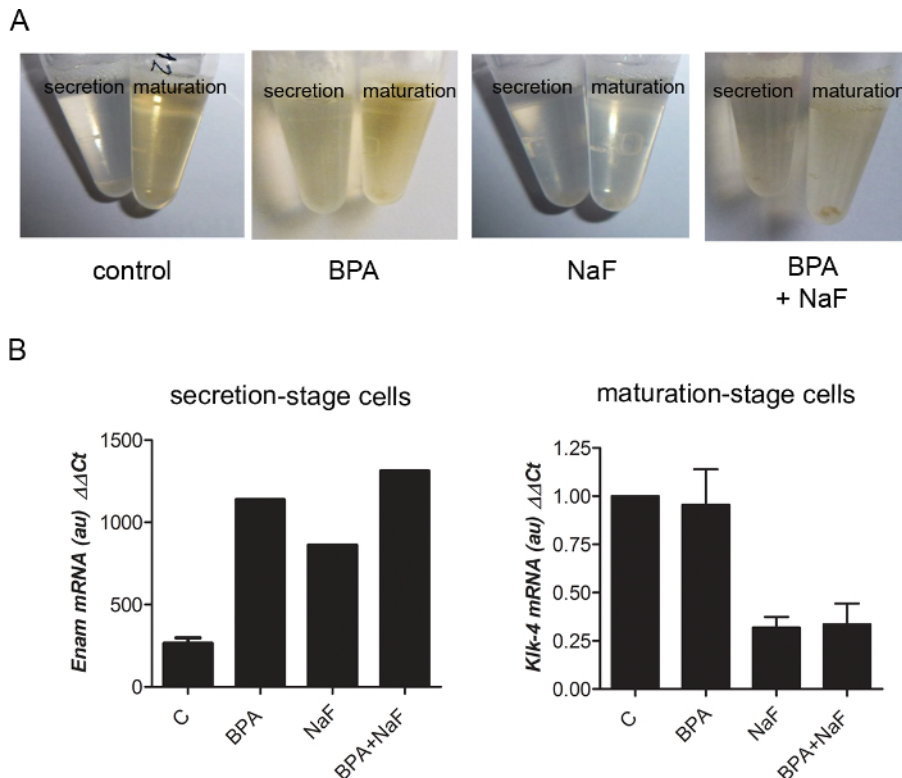 A
secretion maturation
secretion maturation
secretion maturation
secretion maturation
12
control
BPA
NaF
BPA
+ NaF
B
secretion-stage cells
Enam mRNA (au) ΔΔCt
1500
1000
500
0
C
BPA
NaF
BPA+NaF
maturation-stage cells
Klk-4 mRNA (au) ΔΔCt
1.25
1.00
0.75
0.50
0.25
0.00
C
BPA
NaF
BPA+NaF